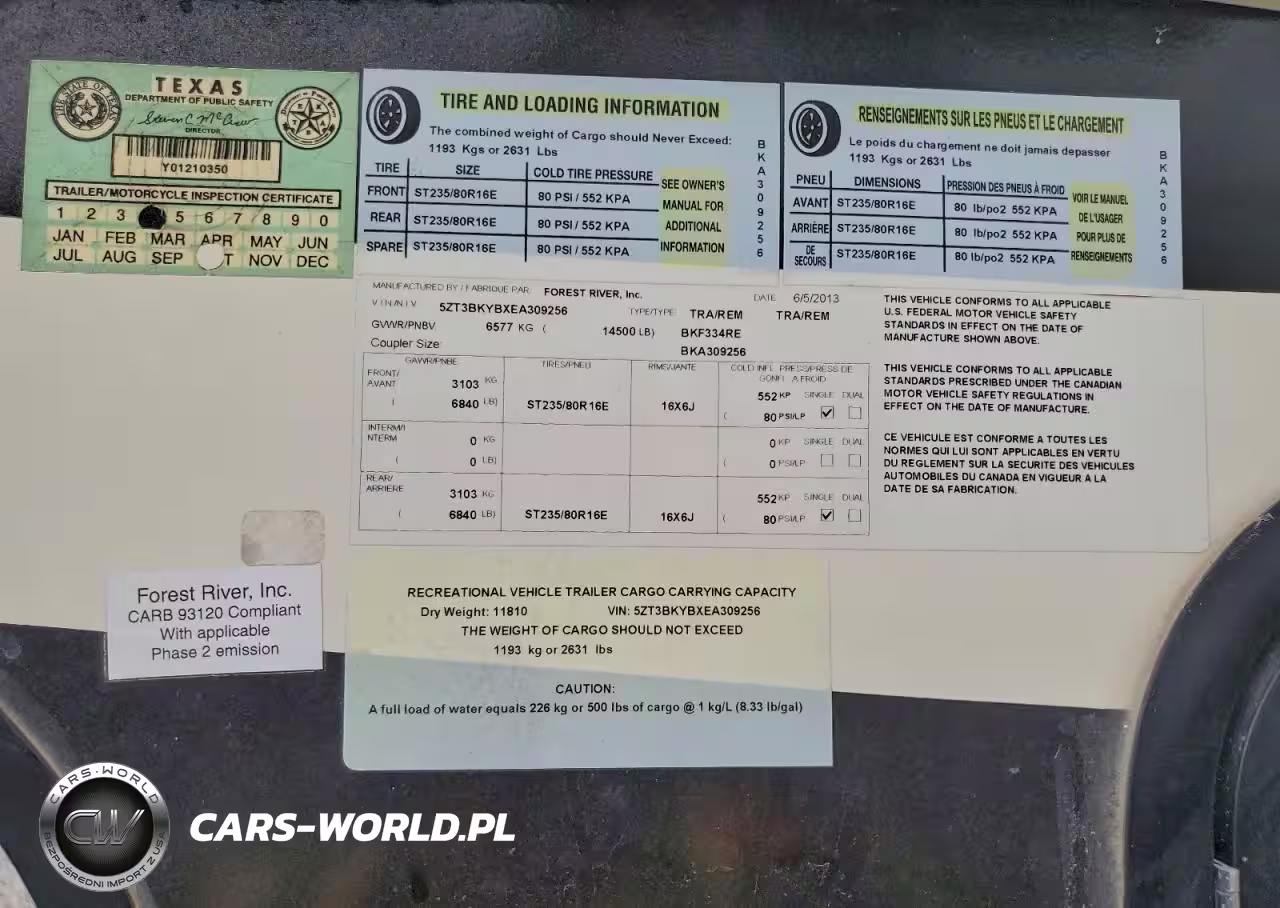 TEXAS
DEPARTMENT OF PUBLIC SAFETY
DIRECTOR
Y01210350
TRAILER/MOTORCYCLE INSPECTION CERTIFICATE
1 2 3 5 6 7 8 9 0
JAN FEB MAR APR MAY JUN
JUL AUG SEP T NOV DEC
TIRE AND LOADING INFORMATION
The combined weight of Cargo should Never Exceed:
1193 Kgs or 2631 Lbs
TIRE SIZE COLD TIRE PRESSURE
FRONT ST235/80R16E 80 PSI / 552 KPA
REAR ST235/80R16E 80 PSI / 552 KPA
SPARE ST235/80R16E 80 PSI / 552 KPA
SEE OWNER'S
MANUAL FOR
ADDITIONAL
INFORMATION
BKA309256
RENSEIGNEMENTS SUR LES PNEUS ET LE CHARGEMENT
Le poids du chargement ne doit jamais depasser
1193 Kgs or 2631 Lbs
PNEU DIMENSIONS PRESSION DES PNEUS À FROID
AVANT ST235/80R16E 80 lb/po2 552 KPA
ARRIÈRE ST235/80R16E 80 lb/po2 552 KPA
DE SECOURS ST235/80R16E 80 lb/po2 552 KPA
VOIR LE MANUEL
DE L'USAGER
POUR PLUS DE
RENSEIGNEMENTS
BKA309256
MANUFACTURED BY / FABRIQUE PAR FOREST RIVER, Inc. DATE 6/5/2013
VIN/NIV 5ZT3BKYBXEA309256 TYPE/TYPE: TRA/REM TRA/REM
GVWR/PNBV 6577 KG ( 14500 LB) BKF334RE
Coupler Size: BKA309256
GAWR/PNBE TIRES/PNEU RIMS/JANTE COLD INFL. PRESS/PRESS DE
GONFL. A FROID
FRONT/
AVANT 3103 KG 552 KP SINGLE DUAL
( 6840 LB) ST235/80R16E 16X6J ( 80 PSI/LP
INTERM/I
NTERM 0 KG 0 KP SINGLE DUAL
( 0 LB) ( 0 PSI/LP
REAR/
ARRIERE 3103 KG 552 KP SINGLE DUAL
( 6840 LB) ST235/80R16E 16X6J ( 80 PSI/LP
THIS VEHICLE CONFORMS TO ALL APPLICABLE
U.S. FEDERAL MOTOR VEHICLE SAFETY
STANDARDS IN EFFECT ON THE DATE OF
MANUFACTURE SHOWN ABOVE.
THIS VEHICLE CONFORMS TO ALL APPLICABLE
STANDARDS PRESCRIBED UNDER THE CANADIAN
MOTOR VEHICLE SAFETY REGULATIONS IN
EFFECT ON THE DATE OF MANUFACTURE.
CE VEHICULE EST CONFORME A TOUTES LES
NORMES QUI LUI SONT APPLICABLES EN VERTU
DU REGLEMENT SUR LA SECURITE DES VEHICULES
AUTOMOBILES DU CANADA EN VIGUEUR A LA
DATE DE SA FABRICATION.
Forest River, Inc.
CARB 93120 Compliant
With applicable
Phase 2 emission
RECREATIONAL VEHICLE TRAILER CARGO CARRYING CAPACITY
Dry Weight: 11810 VIN: 5ZT3BKYBXEA309256
THE WEIGHT OF CARGO SHOULD NOT EXCEED
1193 kg or 2631 lbs
CAUTION:
A full load of water equals 226 kg or 500 lbs of cargo @ 1 kg/L (8.33 lb/gal)
CARS-WORLD
CW
BEZPOŚREDNI IMPORT Z USA
CARS-WORLD.PL